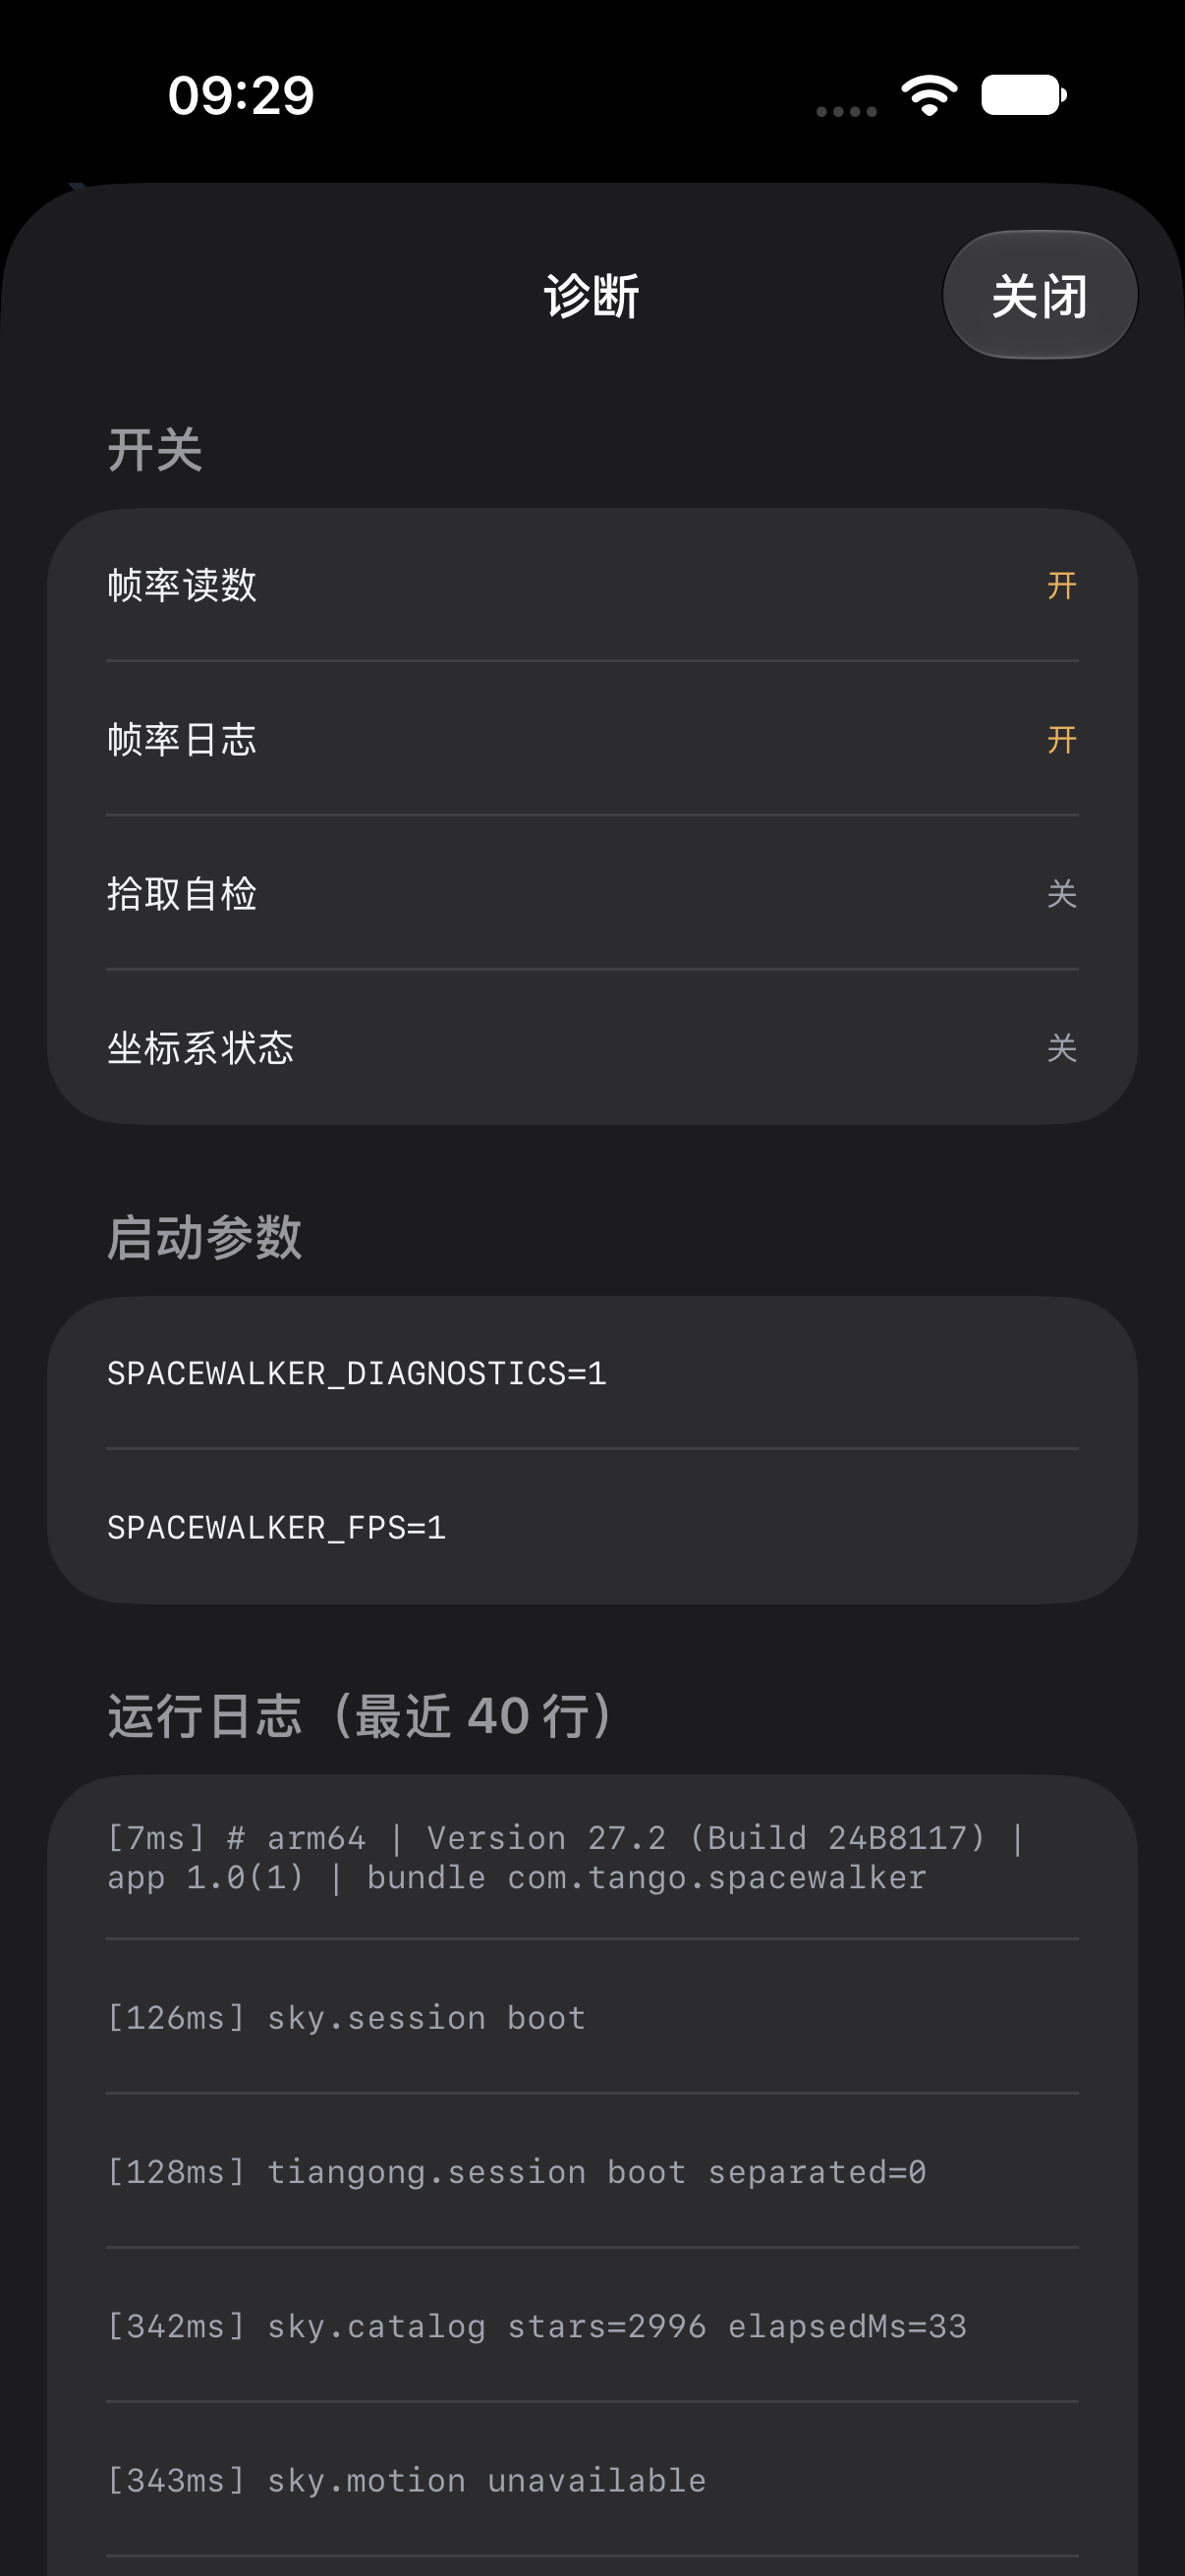 09:29
诊断
关闭
开关
帧率读数
开
帧率日志
开
拾取自检
关
坐标系状态
关
启动参数
SPACEWALKER_DIAGNOSTICS=1
SPACEWALKER_FPS=1
运行日志（最近 40 行）
[7ms] # arm64 | Version 27.2 (Build 24B8117) |
app 1.0(1) | bundle com.tango.spacewalker
[126ms] sky.session boot
[128ms] tiangong.session boot separated=0
[342ms] sky.catalog stars=2996 elapsedMs=33
[343ms] sky.motion unavailable